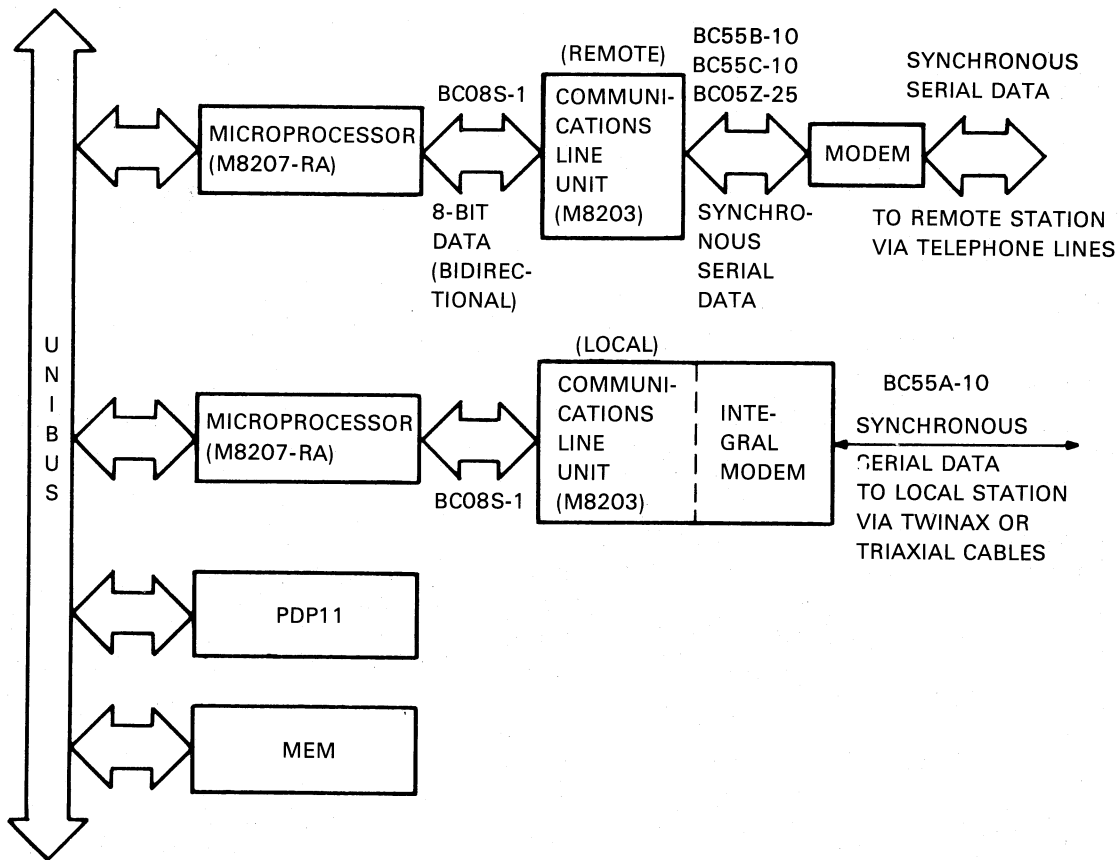 (REMOTE)
BC55B-10
BC55C-10
BC05Z-25
SYNCHRONOUS
SERIAL DATA
BC08S-1
MICROPROCESSOR
(M8207-RA)
COMMUNI-
CATIONS
LINE
UNIT
(M8203)
MODEM
8-BIT
DATA
(BIDIREC-
TIONAL)
SYNCHRO-
NOUS
SERIAL
DATA
TO REMOTE STATION
VIA TELEPHONE LINES
U
N
I
B
U
S
(LOCAL)
MICROPROCESSOR
(M8207-RA)
BC08S-1
COMMUNI-
CATIONS
LINE
UNIT
(M8203)
INTE-
GRAL
MODEM
BC55A-10
SYNCHRONOUS
SERIAL DATA
TO LOCAL STATION
VIA TWINAX OR
TRIAXIAL CABLES
PDP11
MEM